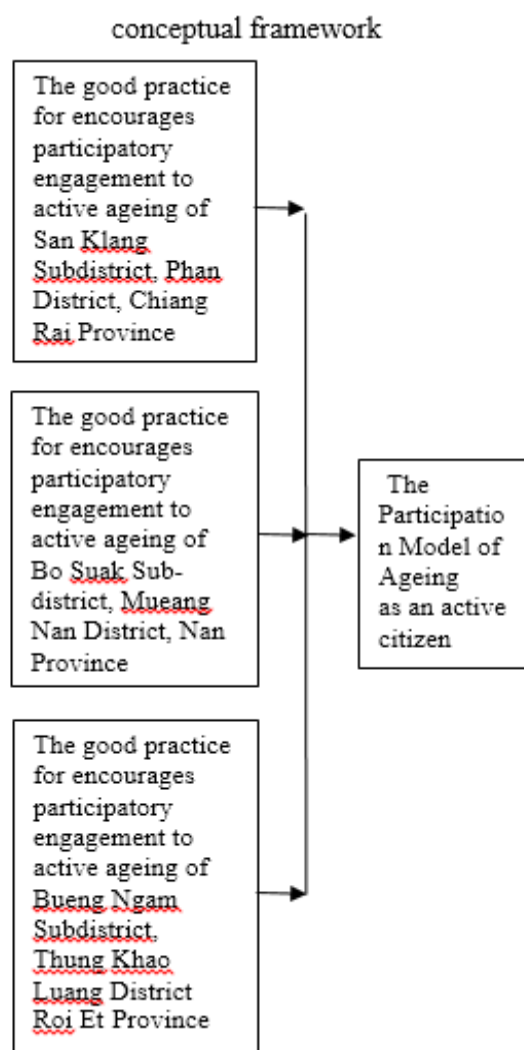 conceptual framework
The good practice
for encourages
participatory
engagement to
active ageing of
San Klang
Subdistrict, Phan
District, Chiang
Rai Province
The good practice
for encourages
participatory
engagement to
active ageing of
Bo Suak Sub-
district, Mueang
Nan District, Nan
Province
The
Participatio
n Model of
Ageing
as an active
citizen
The good practice
for encourages
participatory
engagement to
active ageing of
Bueng Ngam
Subdistrict,
Thung Khao
Luang District
Roi Et Province